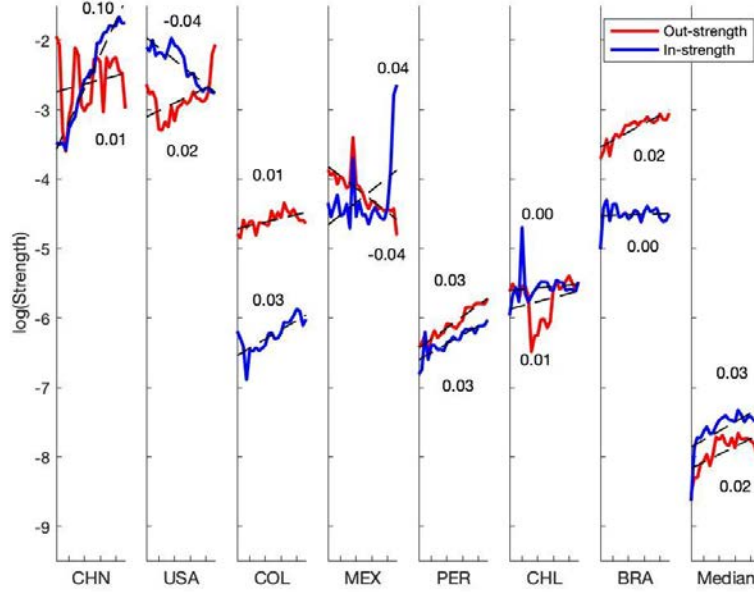 0.10
-0.04
Out-strength
In-strength
-2
0.04
-3
0.01
0.02
0.02
-4
0.01
0.00
-0.04
0.00
-5
0.03
0.03
-6
0.01
0.03
0.03
-7
-8
0.02
-9
log(Strength)
CHN
USA
COL
MEX
PER
CHL
BRA
Median